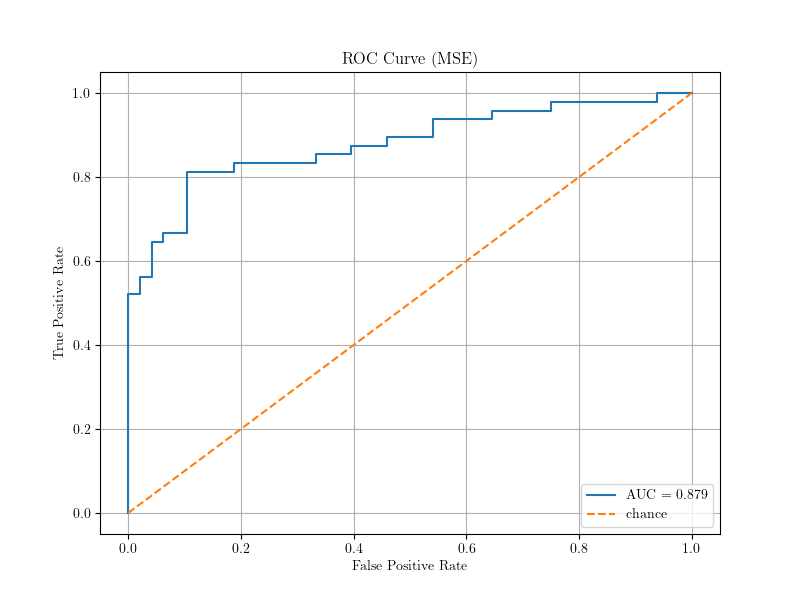 ROC Curve (MSE)
1.0
0.8
0.6
0.4
0.2
0.0
True Positive Rate
0.0 0.2 0.4 0.6 0.8 1.0
False Positive Rate
AUC = 0.879
chance